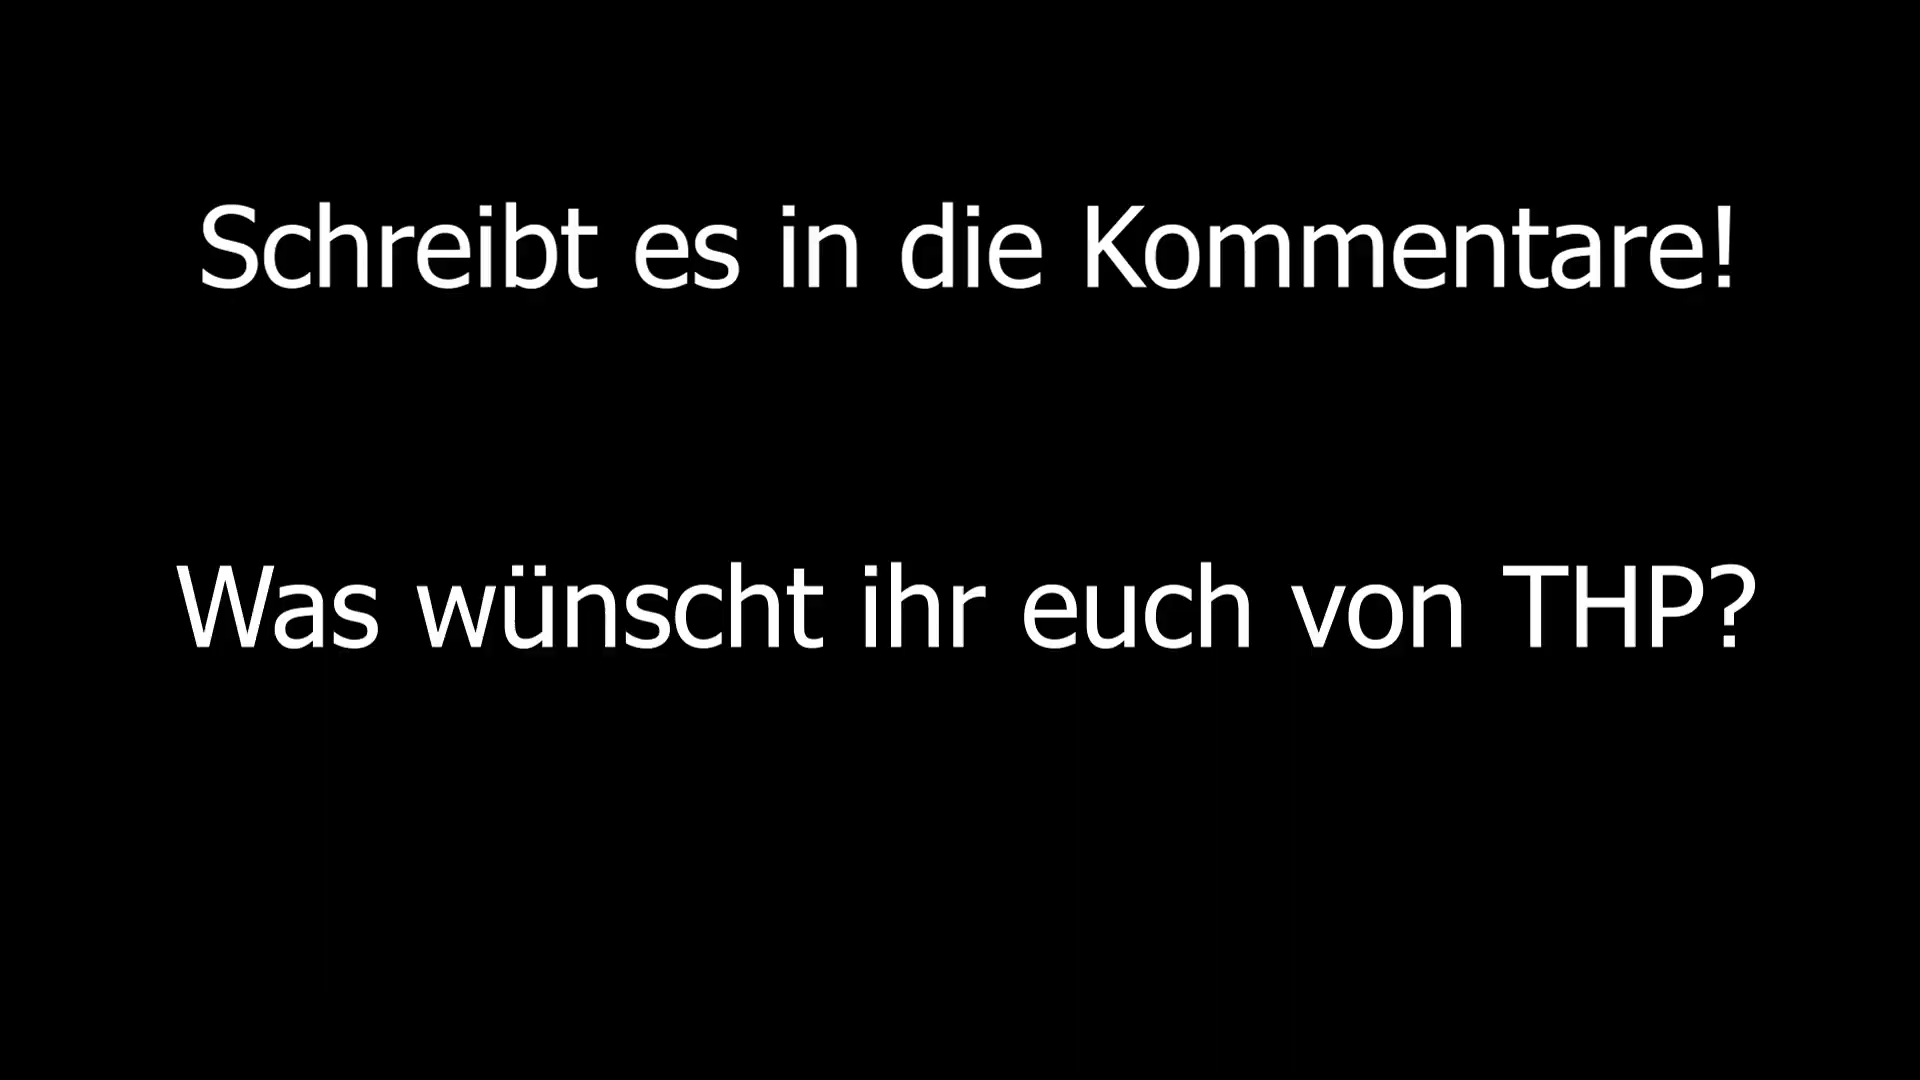 Schreibt es in die Kommentare!
Was wünscht ihr euch von THP?